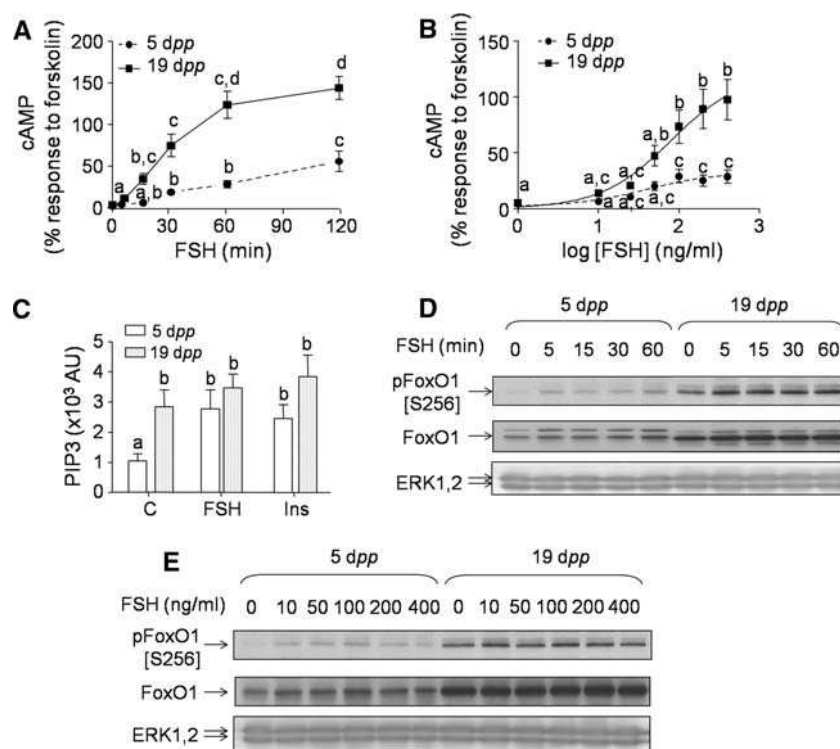 A
5 dpp
19 dpp
cAMP
(% response to forskolin)
200
150
100
50
0
a
b,c
a,b
c
b
c,d
b
d
c
0 30 60 90 120
FSH (min)
B
5 dpp
19 dpp
cAMP
(% response to forskolin)
150
100
50
0
a
a,c
a,c
a,c
a,c
a,b
a,c
b
c
b
c
b
c
0 1 2 3
log [FSH] (ng/ml)
C
5 dpp
19 dpp
PIP3 (x10³ AU)
5
4
3
2
1
0
a
b
b
b
b
b
C FSH Ins
D
5 dpp 19 dpp
FSH (min) 0 5 15 30 60 0 5 15 30 60
pFoxO1
[S256]
FoxO1
ERK1,2
E
5 dpp 19 dpp
FSH (ng/ml) 0 10 50 100 200 400 0 10 50 100 200 400
pFoxO1
[S256]
FoxO1
ERK1,2